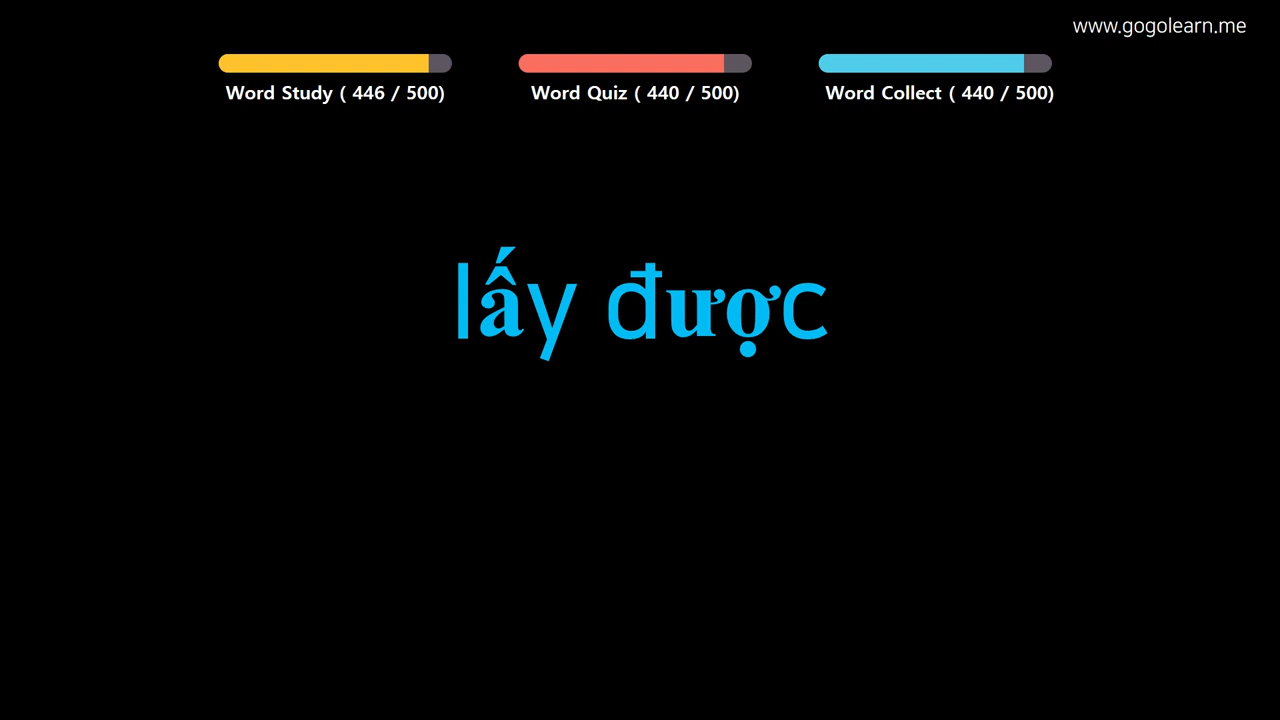 www.gogolearn.me
Word Study ( 446 / 500)
Word Quiz ( 440 / 500)
Word Collect ( 440 / 500)
lấy được